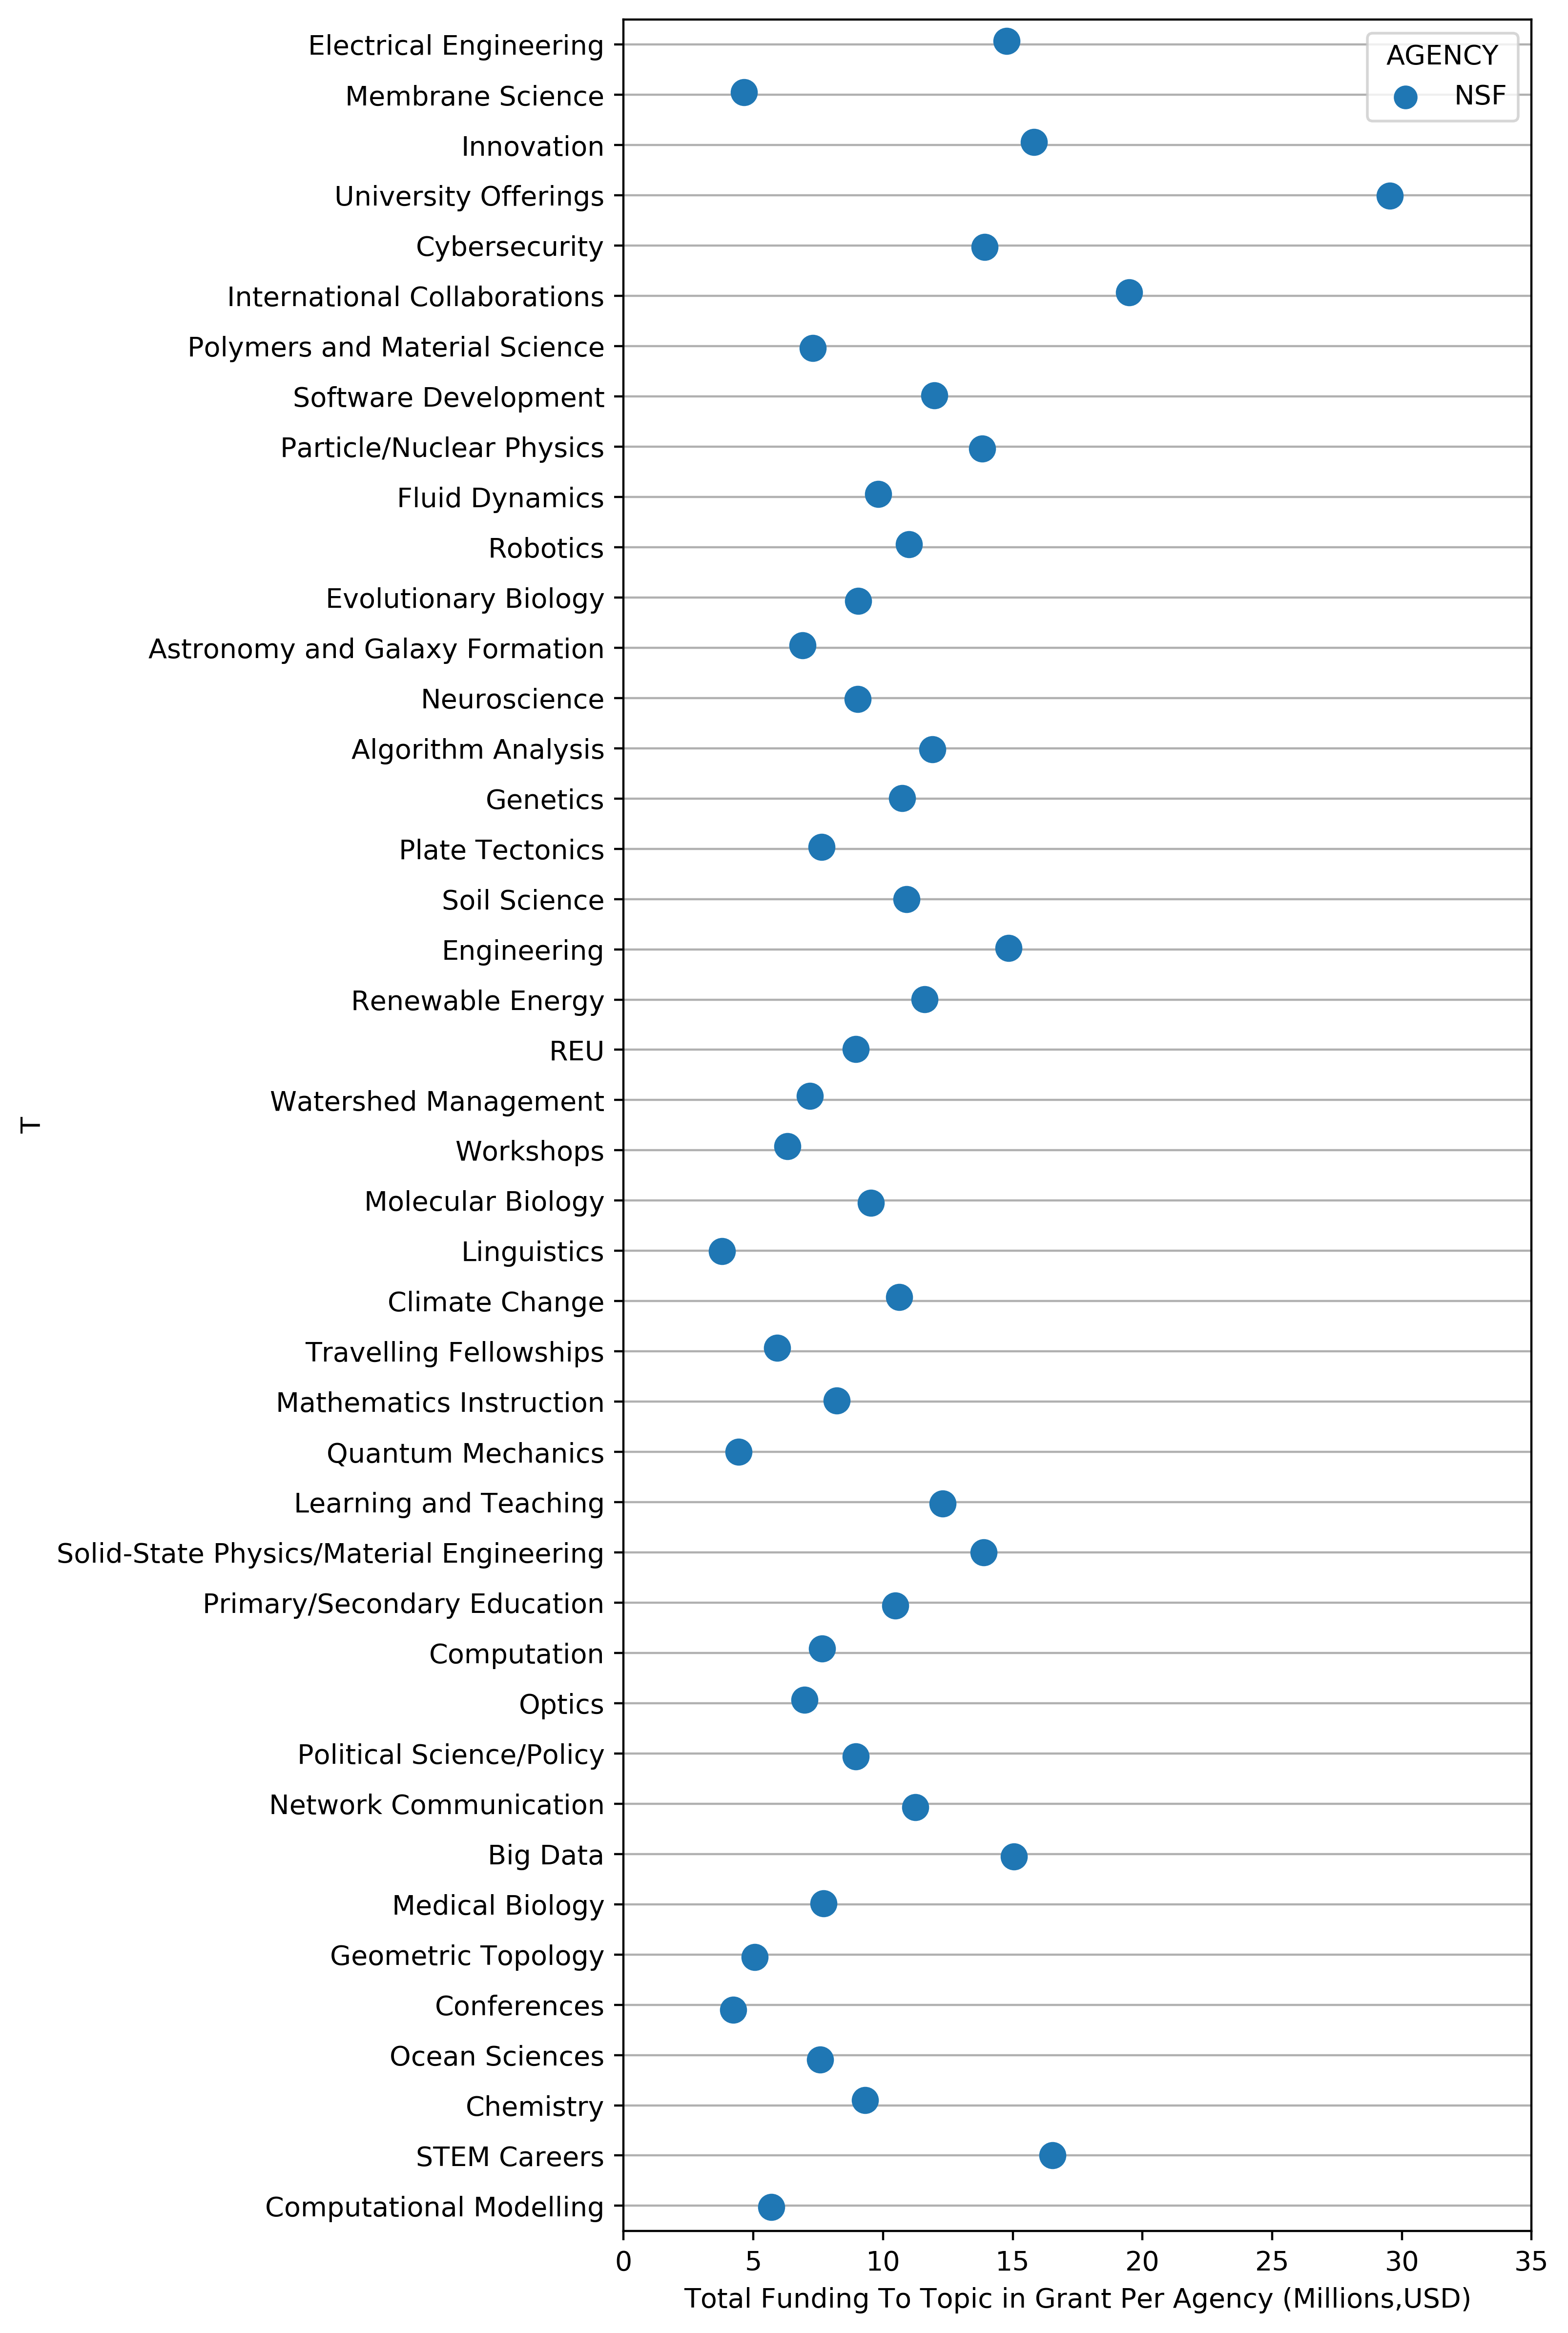 Electrical Engineering
Membrane Science
Innovation
University Offerings
Cybersecurity
International Collaborations
Polymers and Material Science
Software Development
Particle/Nuclear Physics
Fluid Dynamics
Robotics
Evolutionary Biology
Astronomy and Galaxy Formation
Neuroscience
Algorithm Analysis
Genetics
Plate Tectonics
Soil Science
Engineering
Renewable Energy
REU
Watershed Management
Workshops
Molecular Biology
Linguistics
Climate Change
Travelling Fellowships
Mathematics Instruction
Quantum Mechanics
Learning and Teaching
Solid-State Physics/Material Engineering
Primary/Secondary Education
Computation
Optics
Political Science/Policy
Network Communication
Big Data
Medical Biology
Geometric Topology
Conferences
Ocean Sciences
Chemistry
STEM Careers
Computational Modelling
T
AGENCY
NSF
0 5 10 15 20 25 30 35
Total Funding To Topic in Grant Per Agency (Millions,USD)